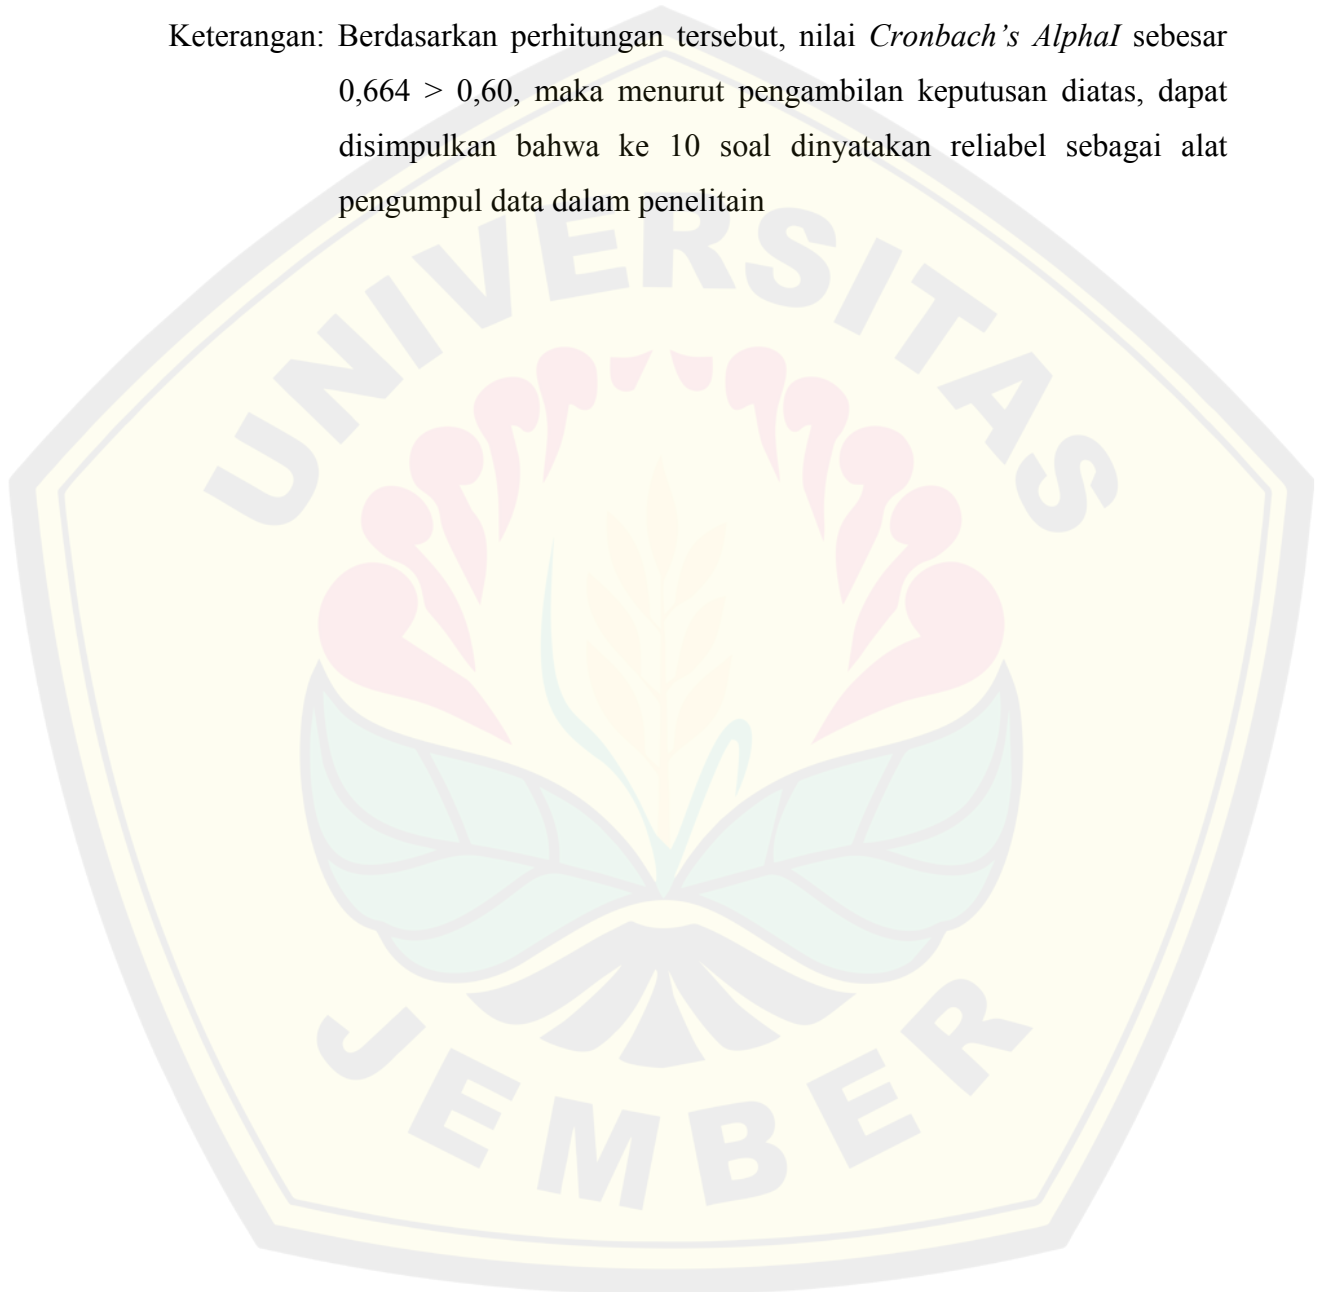 Keterangan: Berdasarkan perhitungan tersebut, nilai Cronbach’s AlphaI sebesar
0,664 > 0,60, maka menurut pengambilan keputusan diatas, dapat
disimpulkan bahwa ke 10 soal dinyatakan reliabel sebagai alat
pengumpul data dalam penelitain
UNIVERSITAS
JEMBER